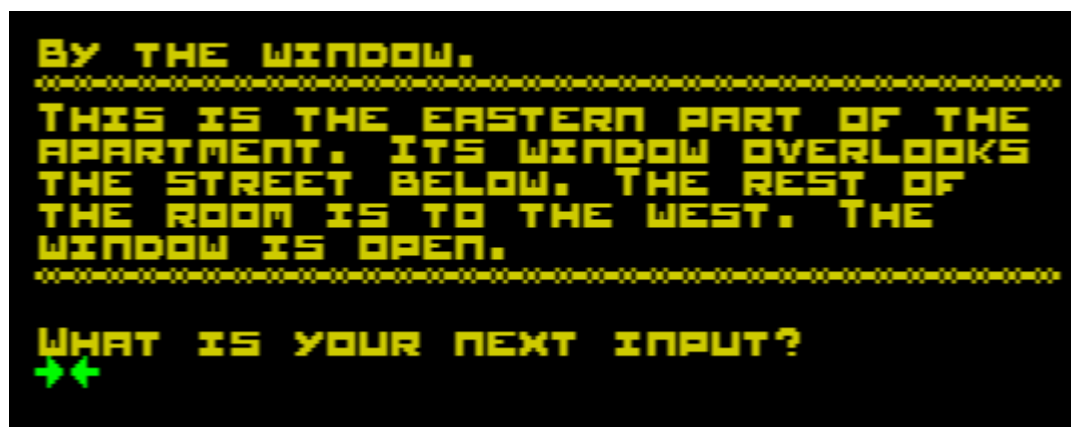 By the window.
This is the eastern part of the
apartment. Its window overlooks
the street below. The rest of
the room is to the west. The
window is open.
What is your next input?